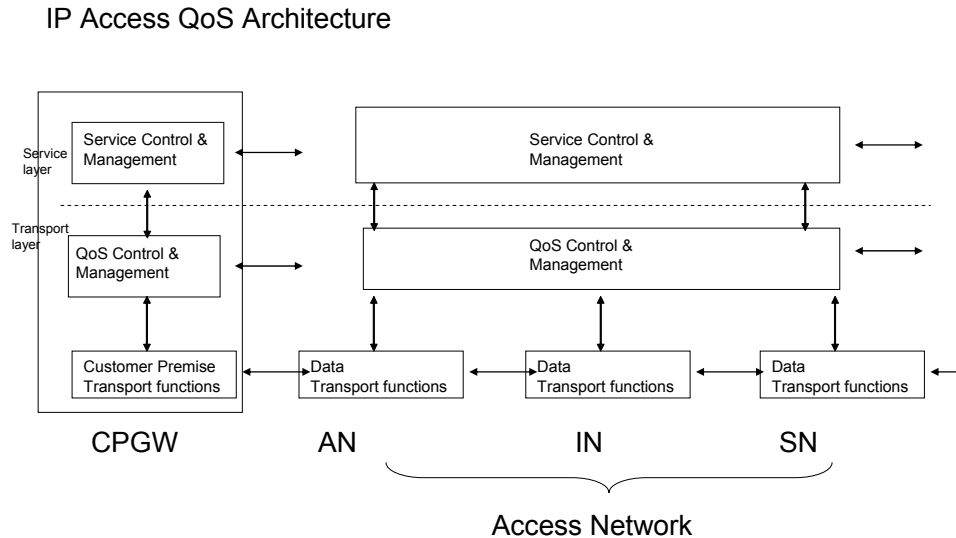 IP Access QoS Architecture
Service
layer
Service Control &
Management
Service Control &
Management
Transport
layer
QoS Control &
Management
QoS Control &
Management
Customer Premise
Transport functions
Data
Transport functions
Data
Transport functions
Data
Transport functions
CPGW
AN
IN
SN
Access Network